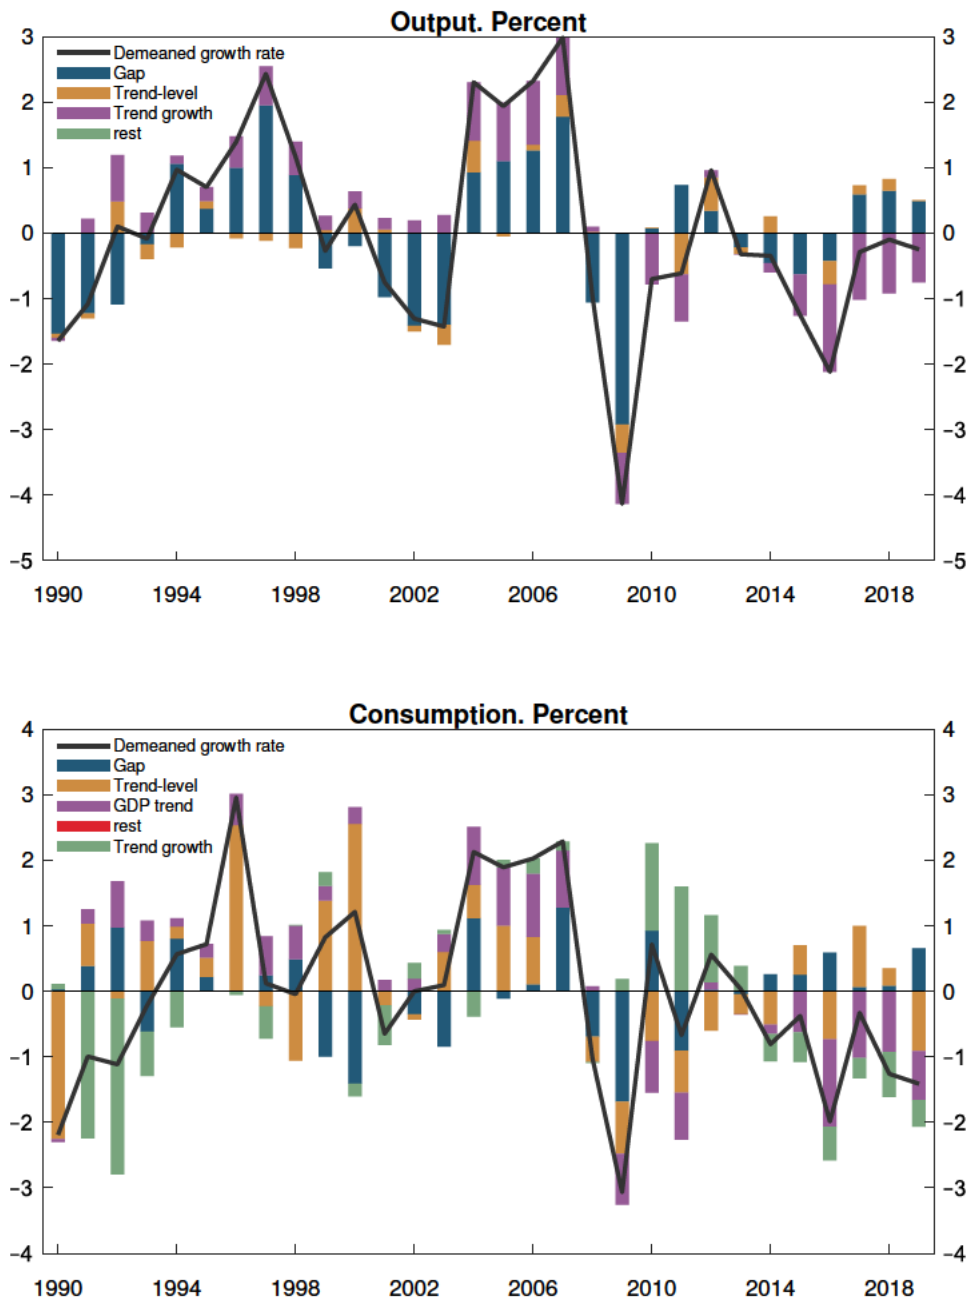 Output. Percent
3 3
Demeaned growth rate
Gap
2 Trend-level 2
Trend growth
rest
1 1
0 0
−1 −1
−2 −2
−3 −3
−4 −4
−5 −5
1990 1994 1998 2002 2006 2010 2014 2018
Consumption. Percent
4 4
Demeaned growth rate
Gap
3 Trend-level 3
GDP trend
rest
2 Trend growth 2
1 1
0 0
−1 −1
−2 −2
−3 −3
−4 −4
1990 1994 1998 2002 2006 2010 2014 2018